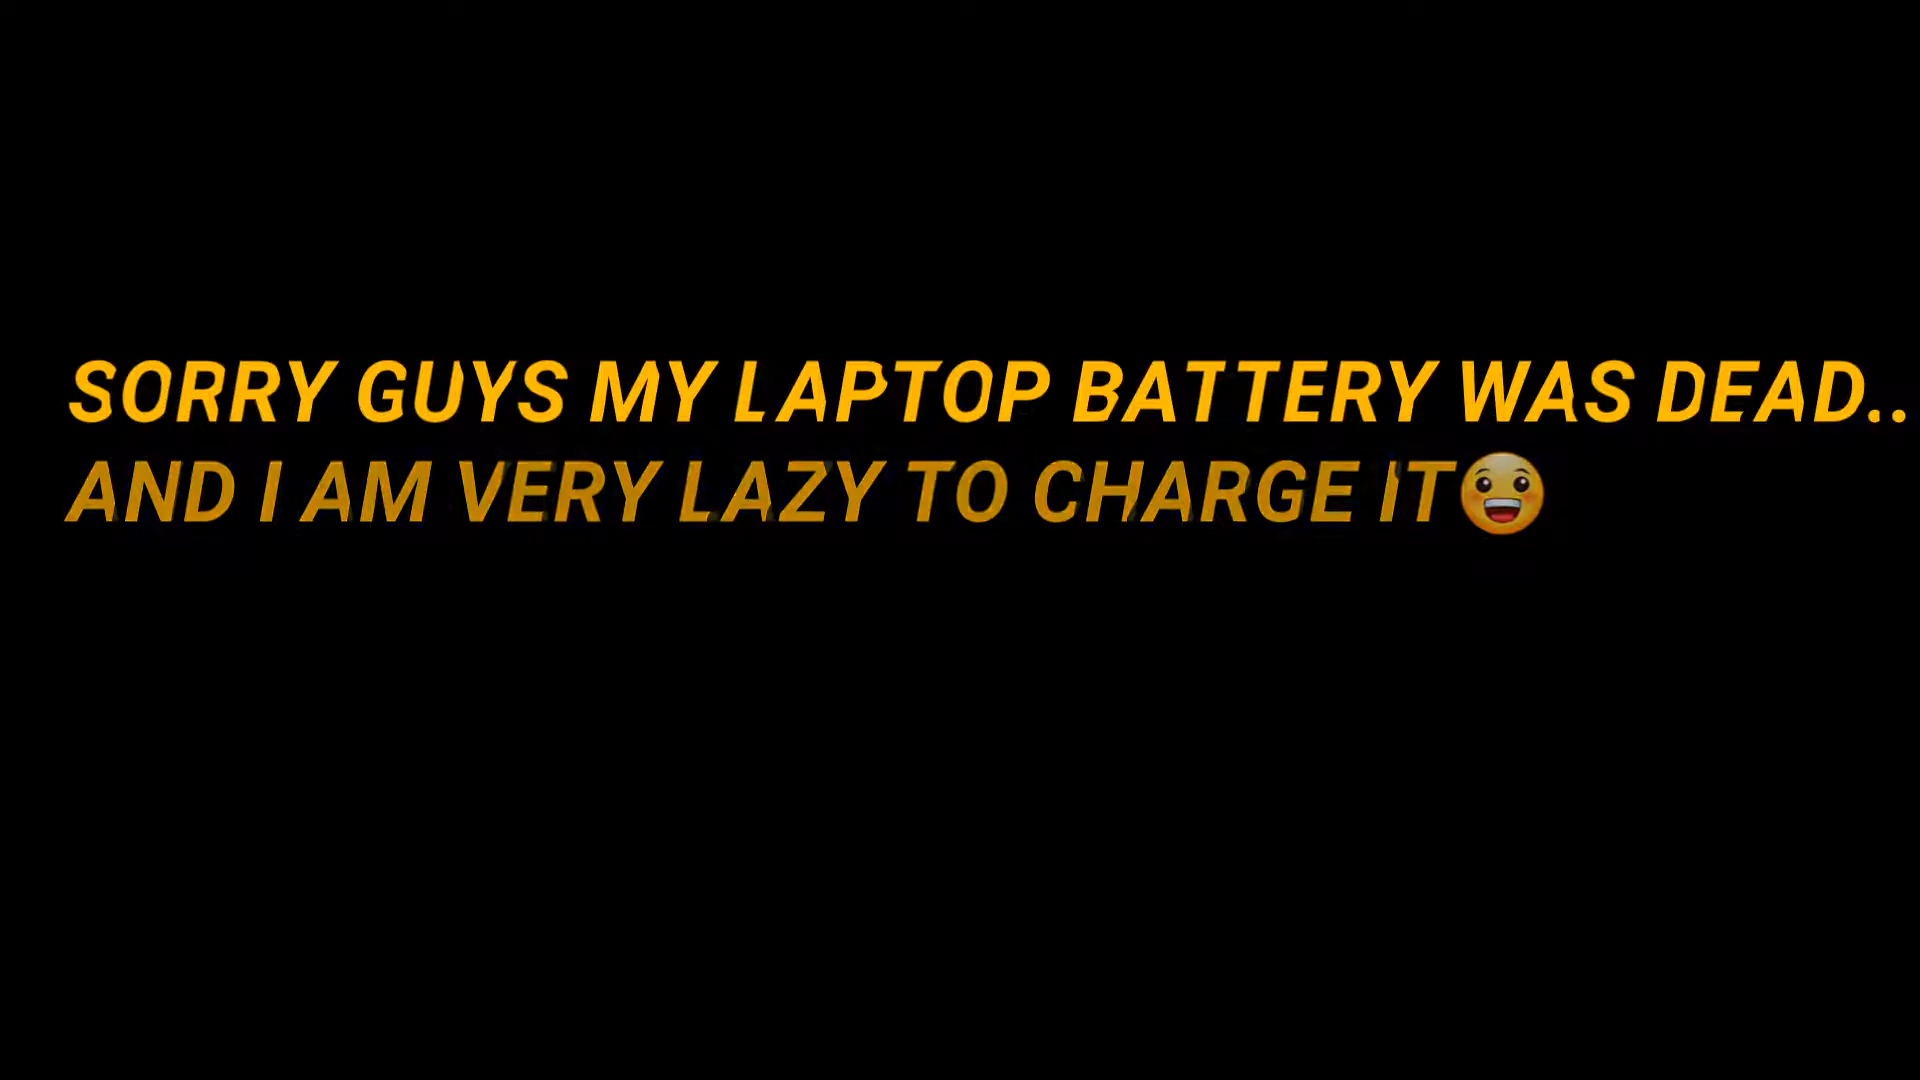 SORRY GUYS MY LAPTOP BATTERY WAS DEAD..
AND I AM VERY LAZY TO CHARGE IT😀